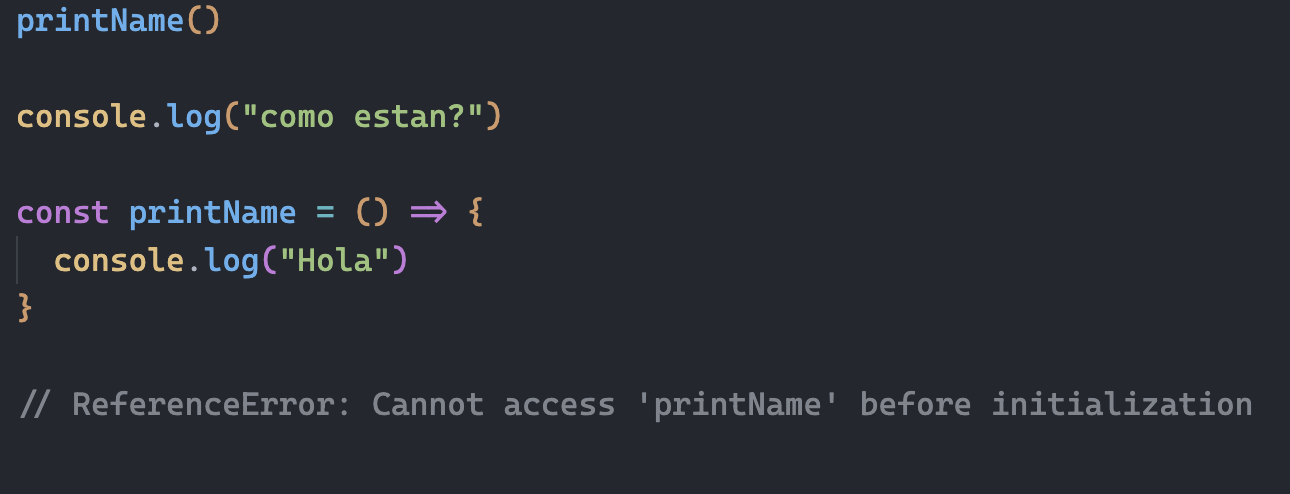 printName()
console.log("como estan?")
const printName = () => {
console.log("Hola")
}
// ReferenceError: Cannot access 'printName' before initialization